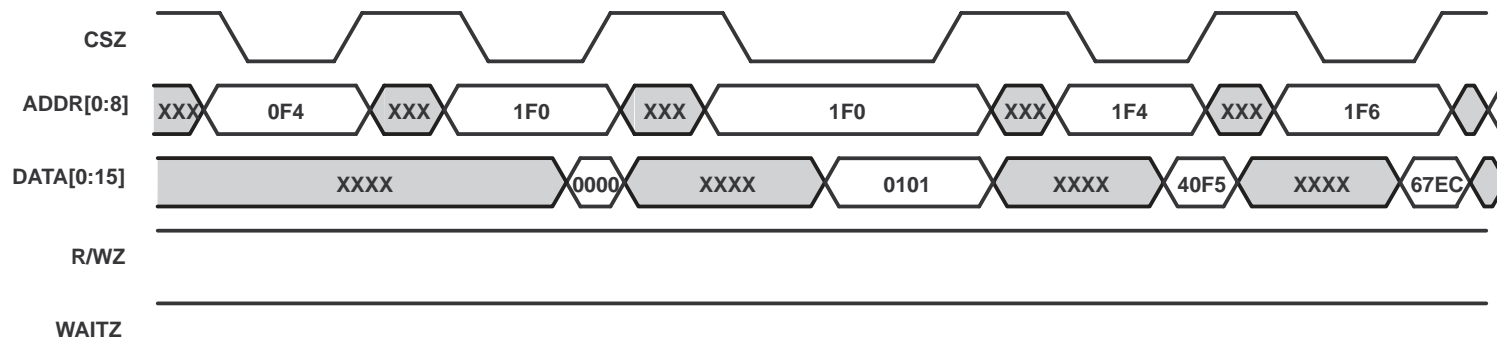 CSZ
ADDR[0:8] XXX 0F4 XXX 1F0 XXX 1F0 XXX 1F4 XXX 1F6
DATA[0:15] XXXX 0000 XXXX 0101 XXXX 40F5 XXXX 67EC
R/WZ
WAITZ